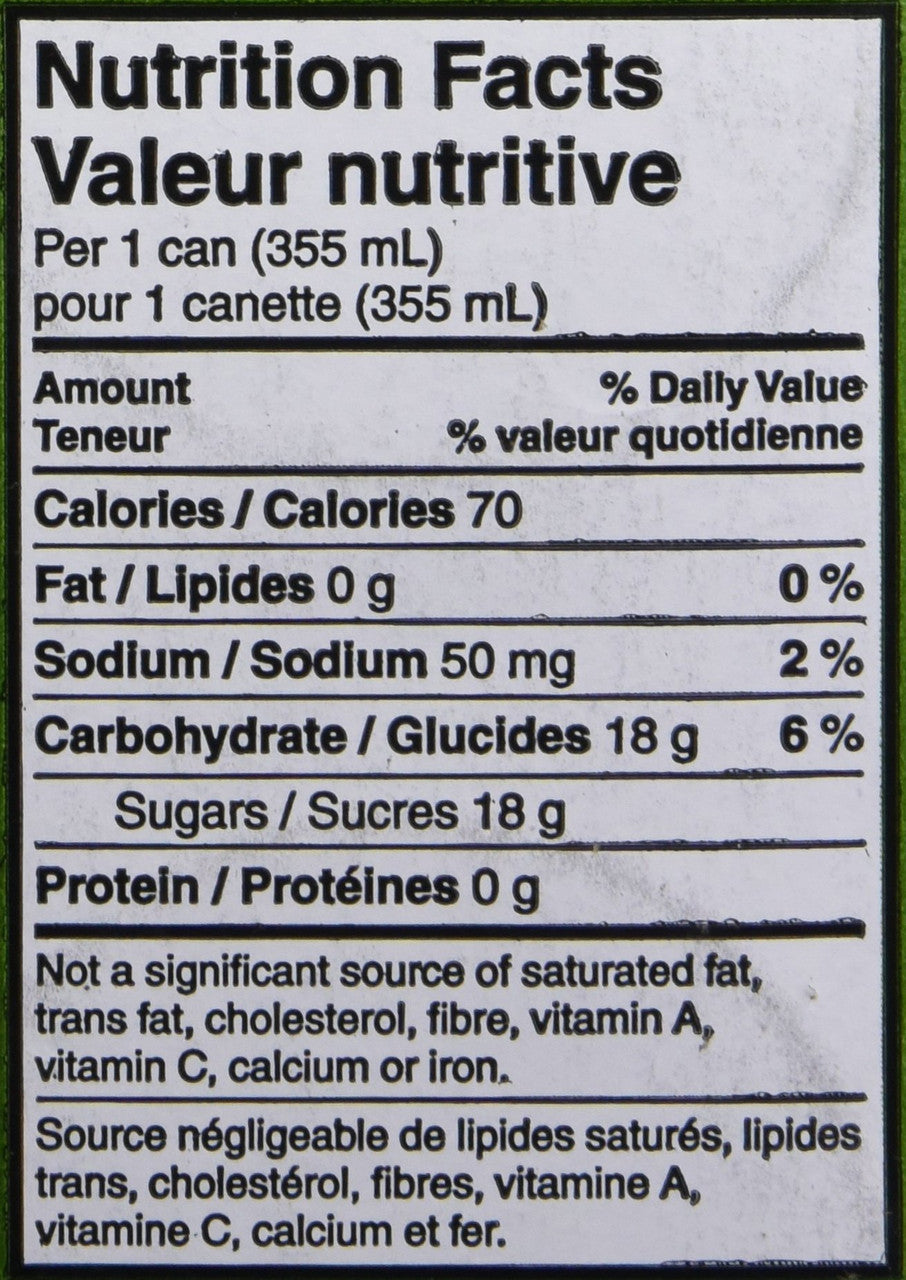 Nutrition Facts
Valeur nutritive
Per 1 can (355 mL)
pour 1 canette (355 mL)
Amount % Daily Value
Teneur % valeur quotidienne
Calories / Calories 70
Fat / Lipides 0 g 0 %
Sodium / Sodium 50 mg 2 %
Carbohydrate / Glucides 18 g 6 %
Sugars / Sucres 18 g
Protein / Protéines 0 g
Not a significant source of saturated fat,
trans fat, cholesterol, fibre, vitamin A,
vitamin C, calcium or iron.
Source négligeable de lipides saturés, lipides
trans, cholestérol, fibres, vitamine A,
vitamine C, calcium et fer.